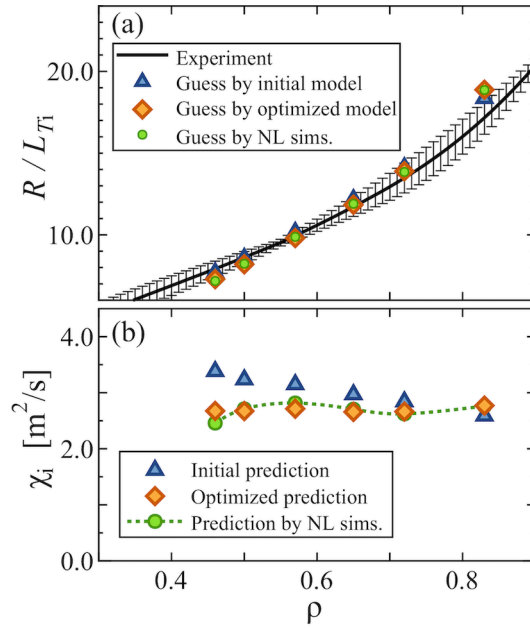 (a)
Experiment
Guess by initial model
Guess by optimized model
Guess by NL sims.
20.0
10.0
R / L_Ti
(b)
4.0
2.0
0.0
χ_i [m²/s]
Initial prediction
Optimized prediction
Prediction by NL sims.
0.4 0.6 0.8
ρ